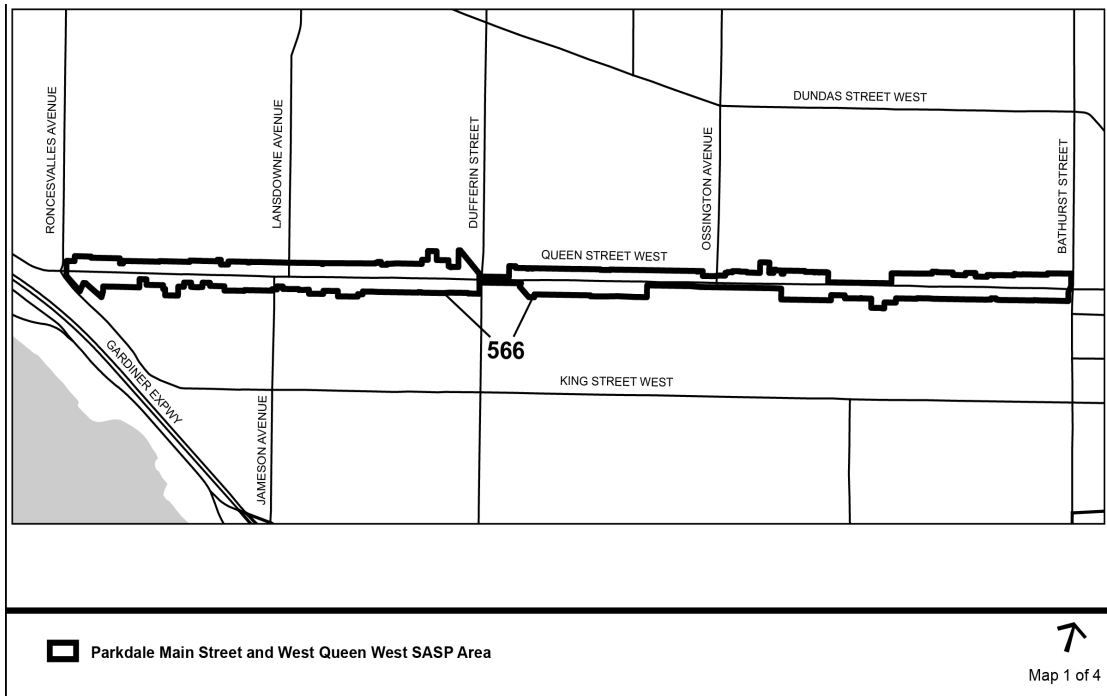 DUNDAS STREET WEST
RONCESVALLES AVENUE
LANSDOWNE AVENUE
DUFFERIN STREET
OSSINGTON AVENUE
BATHURST STREET
QUEEN STREET WEST
566
GARDINER EXPWY
KING STREET WEST
JAMESON AVENUE
Parkdale Main Street and West Queen West SASP Area
Map 1 of 4